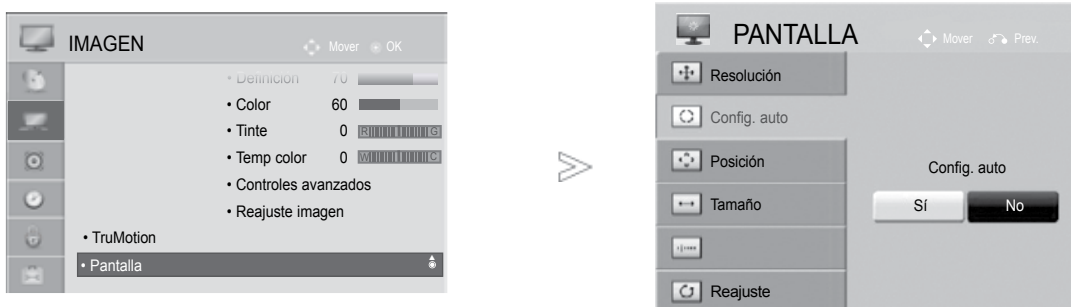 IMAGEN
Mover
OK
• Definición 70
• Color 60
• Tinte 0 R G
• Temp color 0 W C
• Controles avanzados
• Reajuste imagen
• TruMotion
• Pantalla
PANTALLA
Mover
Prev.
Resolución
Config. auto
Posición
Tamaño
Reajuste
Config. auto
Sí
No